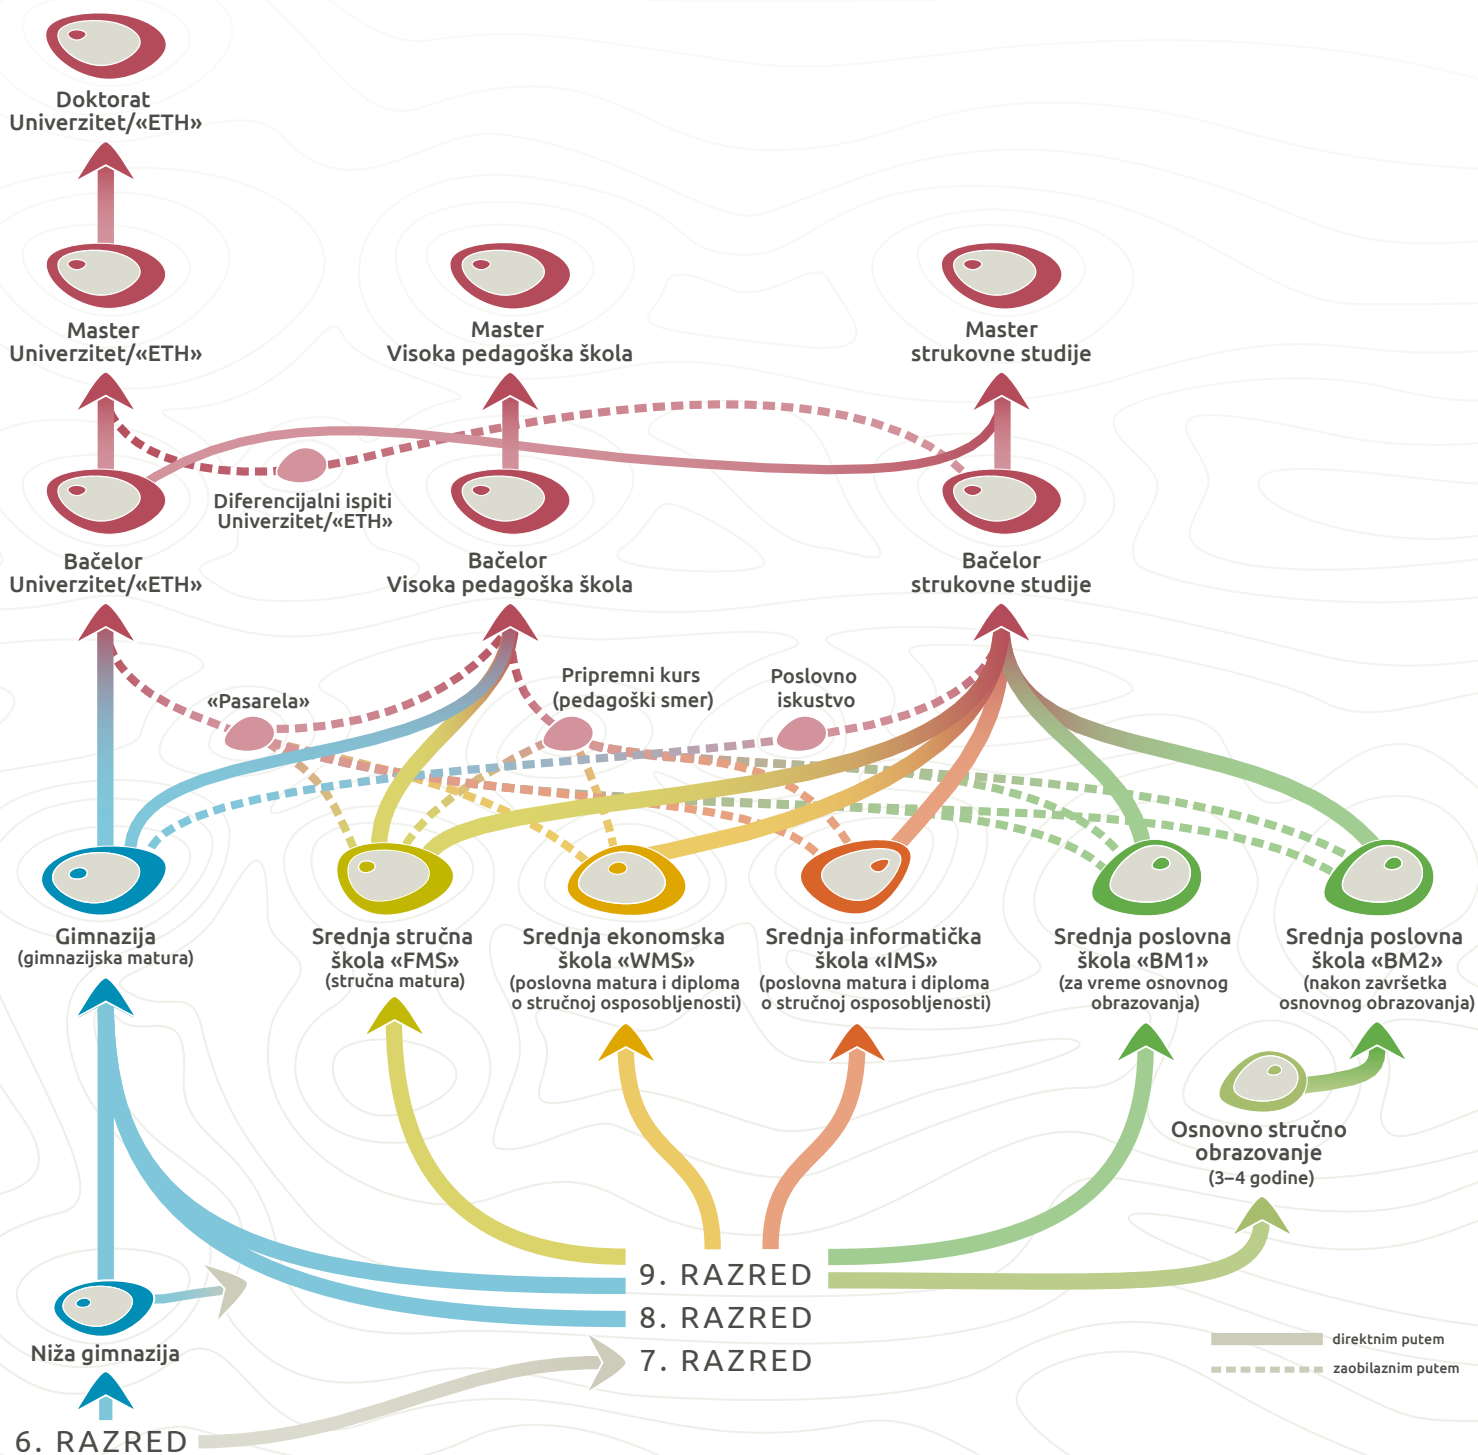 Doktorat
Univerzitet/«ETH»
Master
Univerzitet/«ETH»
Master
Visoka pedagoška škola
Master
strukovne studije
Diferencijalni ispiti
Univerzitet/«ETH»
Bačelor
Univerzitet/«ETH»
Bačelor
Visoka pedagoška škola
Bačelor
strukovne studije
«Pasarela»
Pripremni kurs
(pedagoški smer)
Poslovno
iskustvo
Gimnazija
(gimnazijska matura)
Srednja stručna
škola «FMS»
(stručna matura)
Srednja ekonomska
škola «WMS»
(poslovna matura i diploma
o stručnoj osposobljenosti)
Srednja informatička
škola «IMS»
(poslovna matura i diploma
o stručnoj osposobljenosti)
Srednja poslovna
škola «BM1»
(za vreme osnovnog
obrazovanja)
Srednja poslovna
škola «BM2»
(nakon završetka
osnovnog obrazovanja)
Osnovno stručno
obrazovanje
(3–4 godine)
9. RAZRED
8. RAZRED
7. RAZRED
Niža gimnazija
6. RAZRED
direktnim putem
zaobilaznim putem